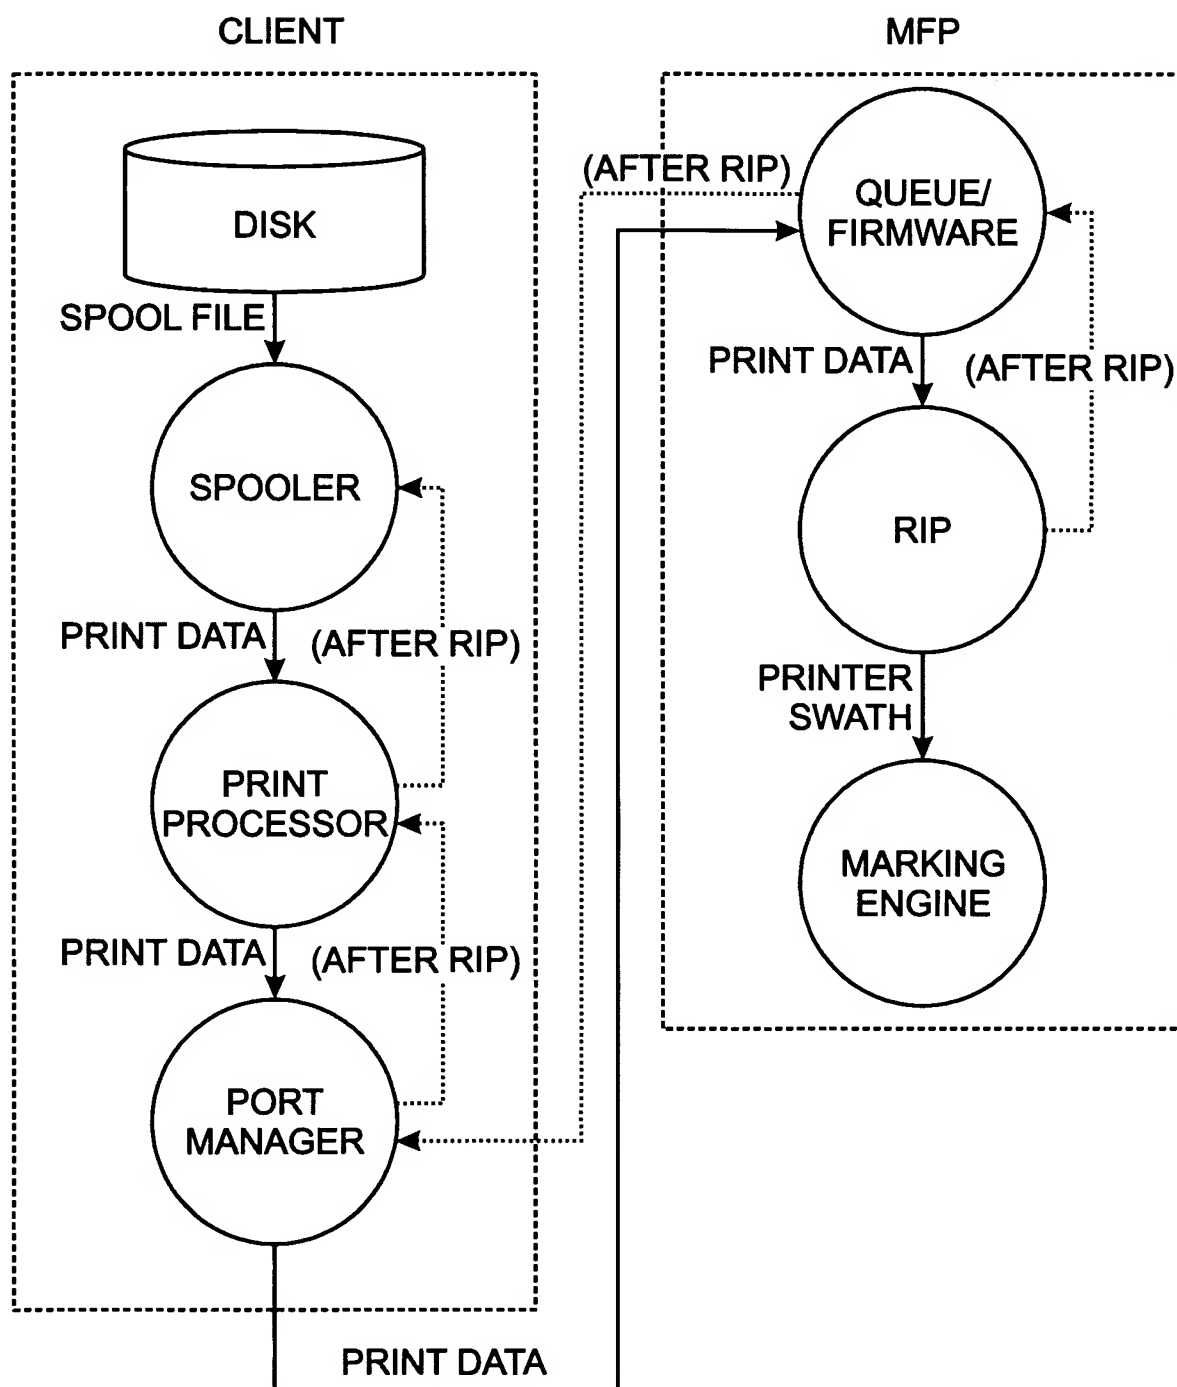 CLIENT
DISK
SPOOL FILE
SPOOLER
PRINT DATA
(AFTER RIP)
PRINT
PROCESSOR
PRINT DATA
(AFTER RIP)
PORT
MANAGER
PRINT DATA
MFP
(AFTER RIP)
QUEUE/
FIRMWARE
PRINT DATA
(AFTER RIP)
RIP
PRINTER
SWATH
MARKING
ENGINE